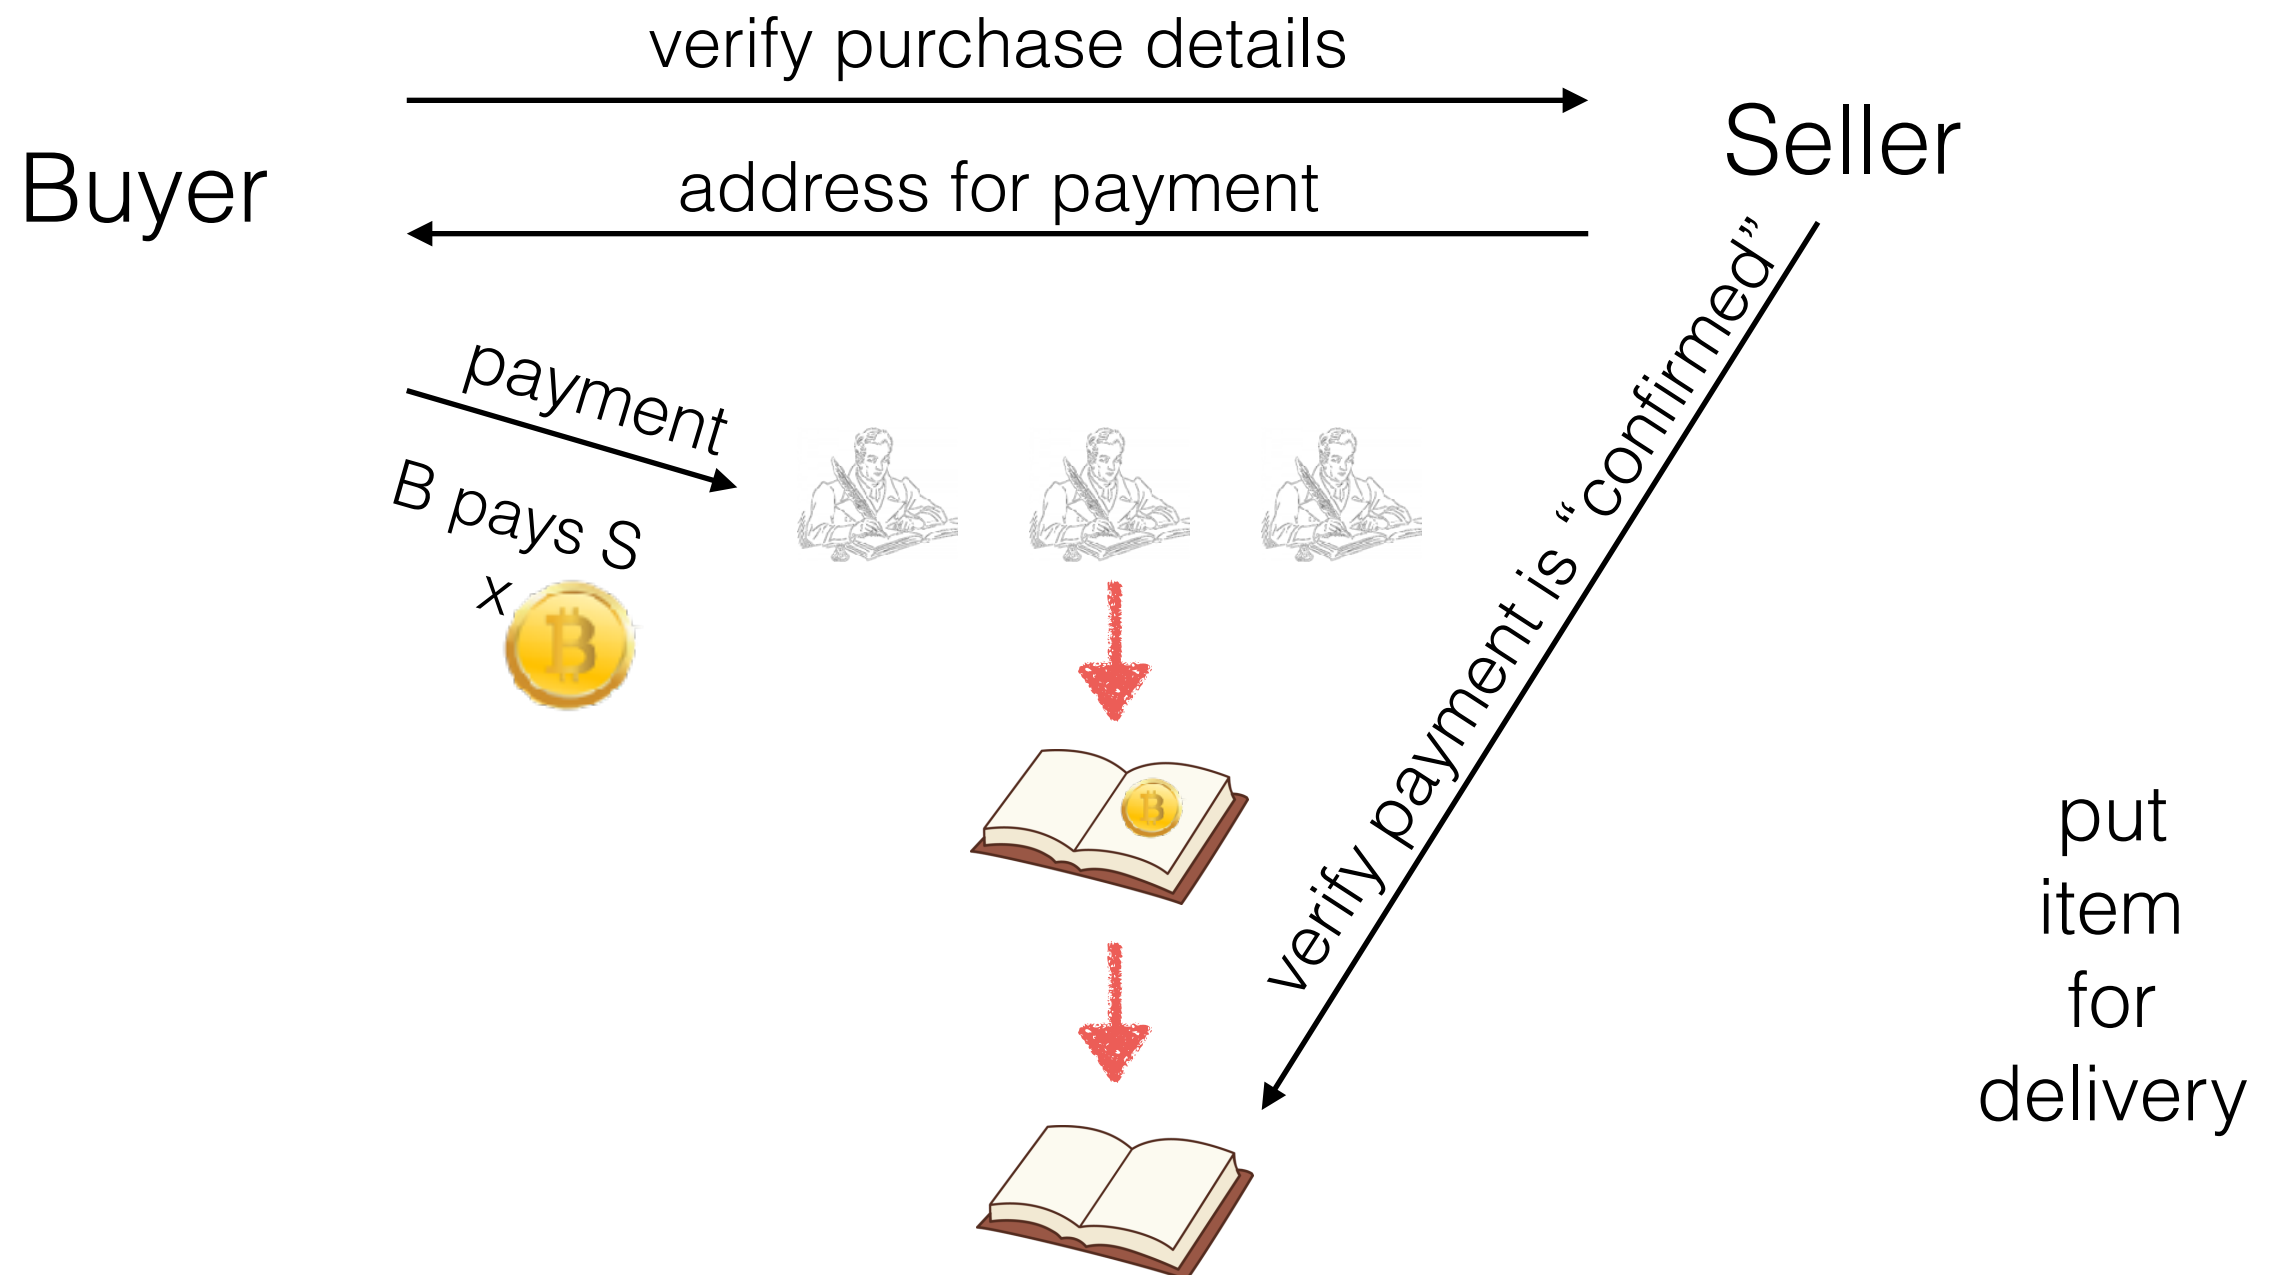 verify purchase details
Buyer
Seller
address for payment
payment
B pays S
x
verify payment is “confirmed”
put
item
for
delivery